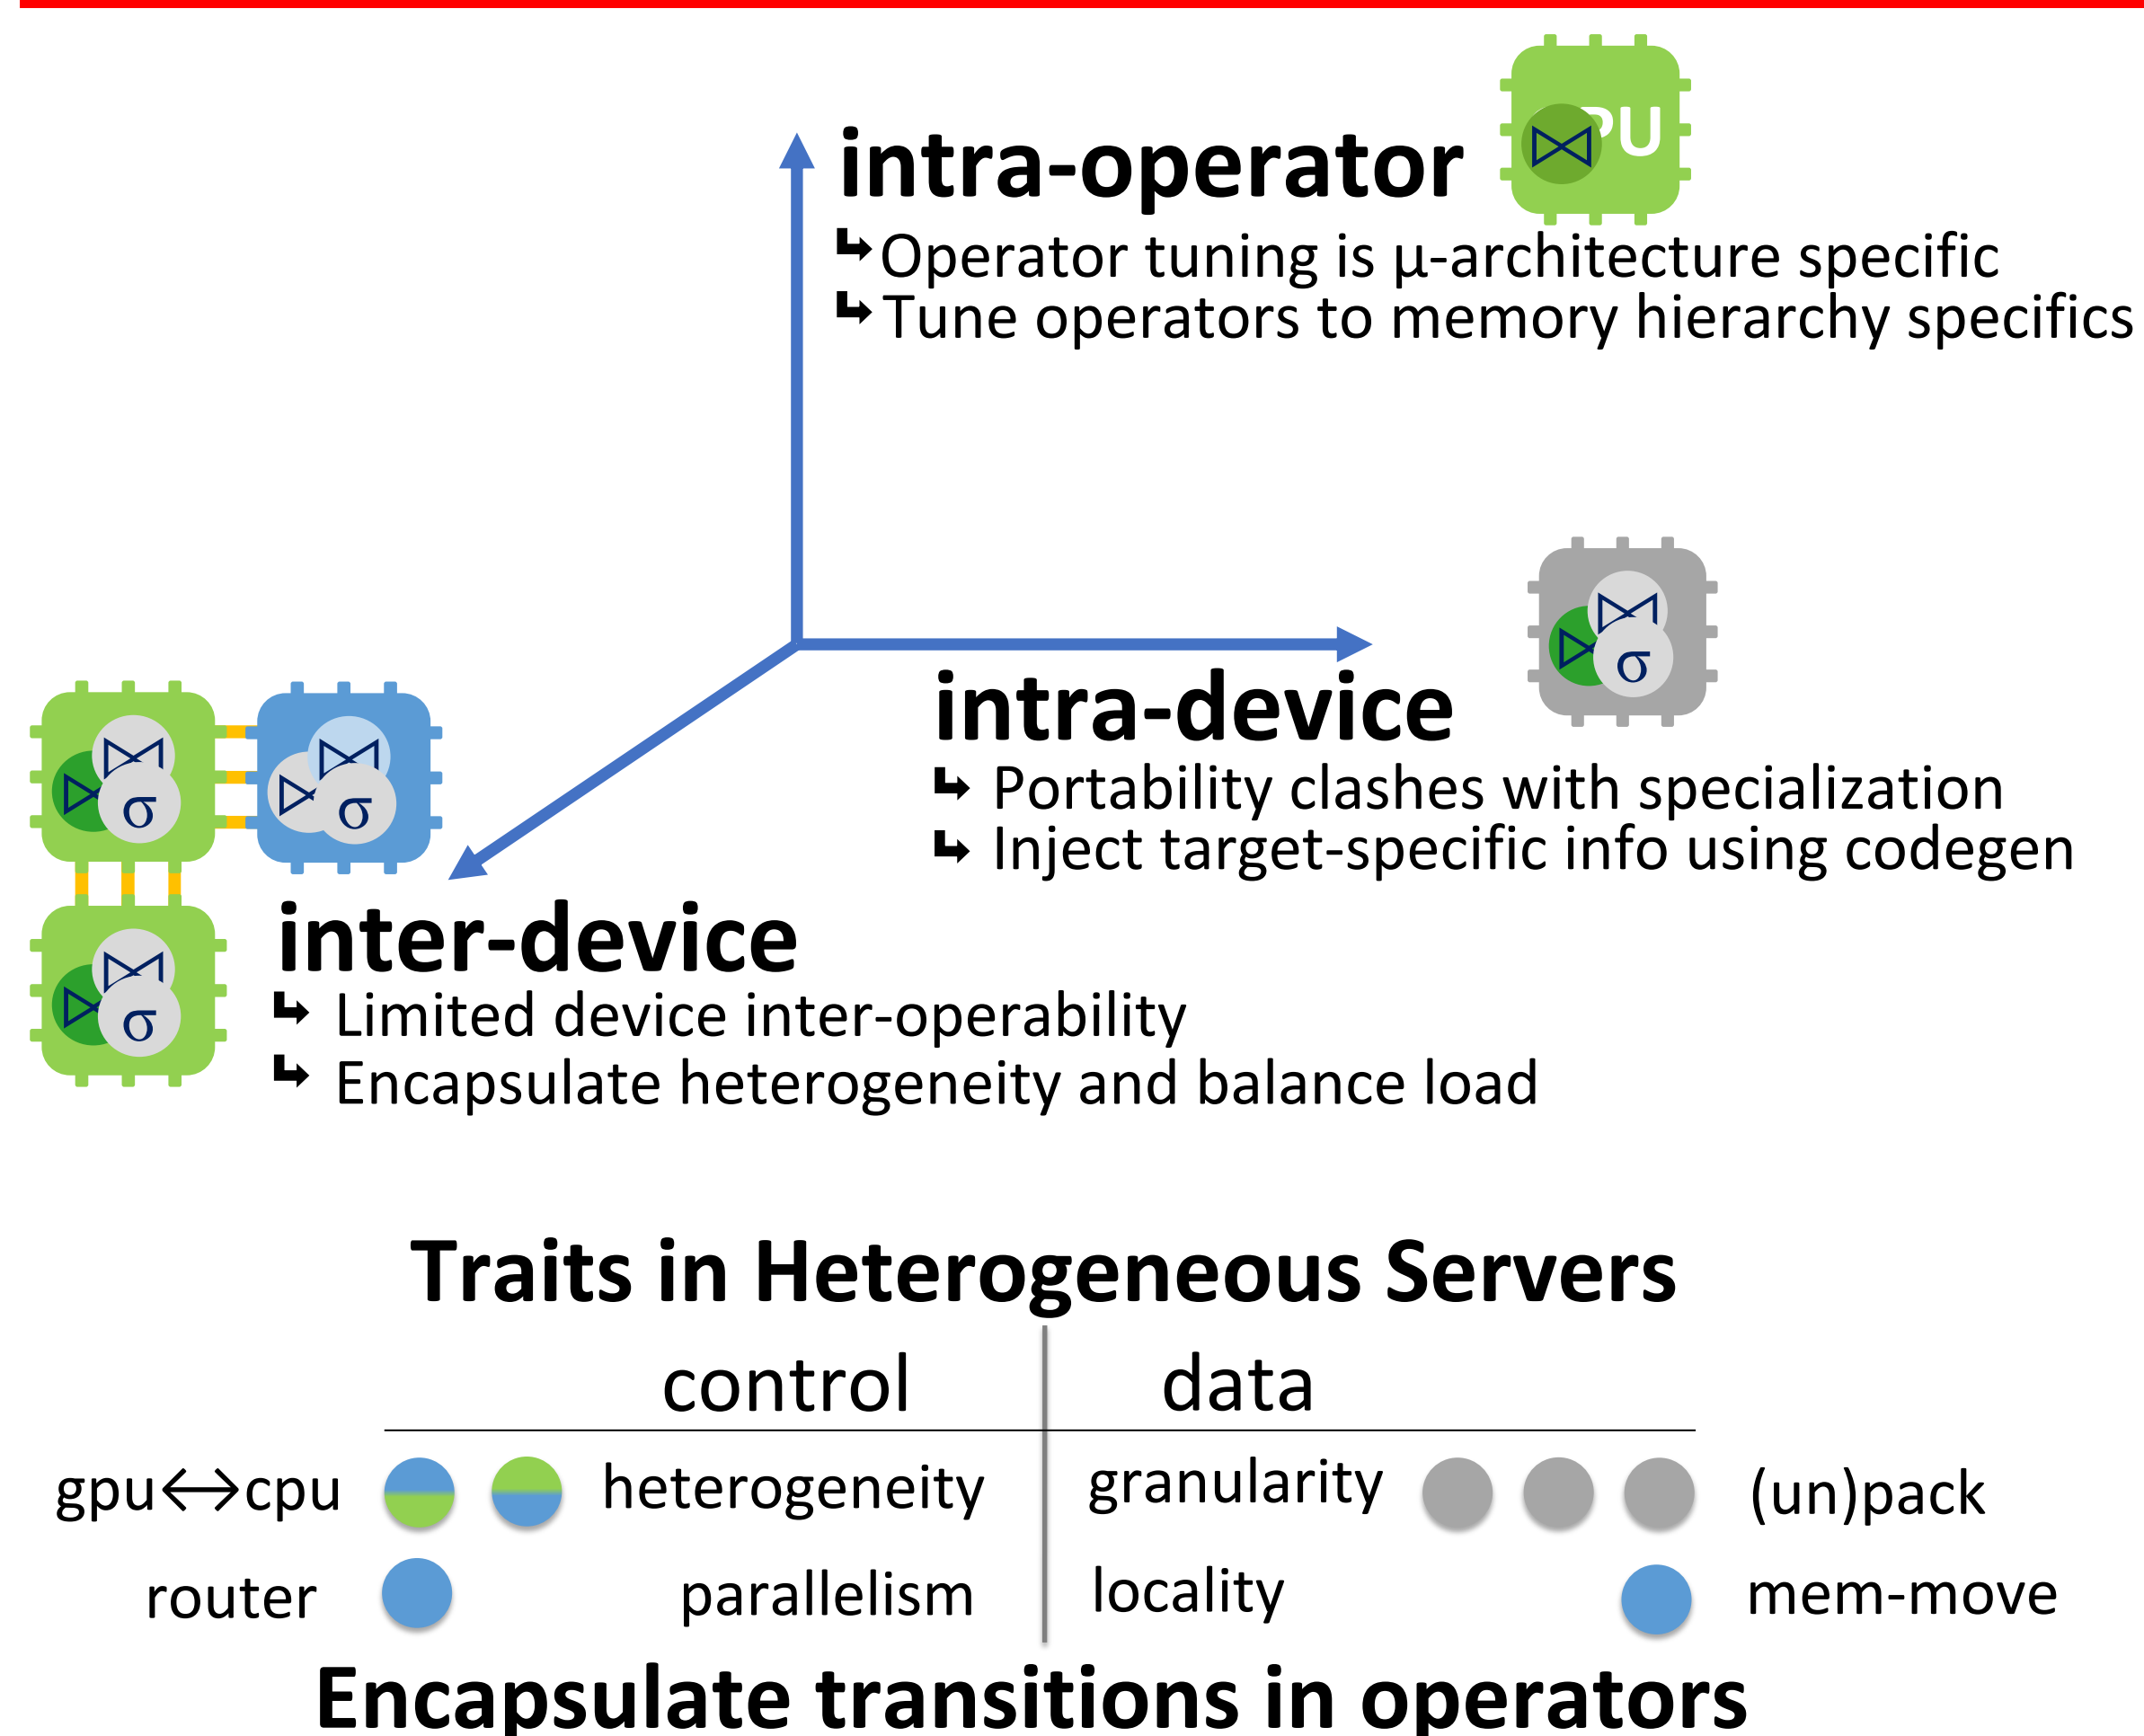 intra-operator
Operator tuning is μ-architecture specific
Tune operators to memory hierarchy specifics
intra-device
Portability clashes with specialization
Inject target-specific info using codegen
σ
σ
σ
σ
inter-device
Limited device inter-operability
Encapsulate heterogeneity and balance load
Traits in Heterogeneous Servers
control data
gpu↔cpu heterogeneity granularity (un)pack
router parallelism locality mem-move
Encapsulate transitions in operators